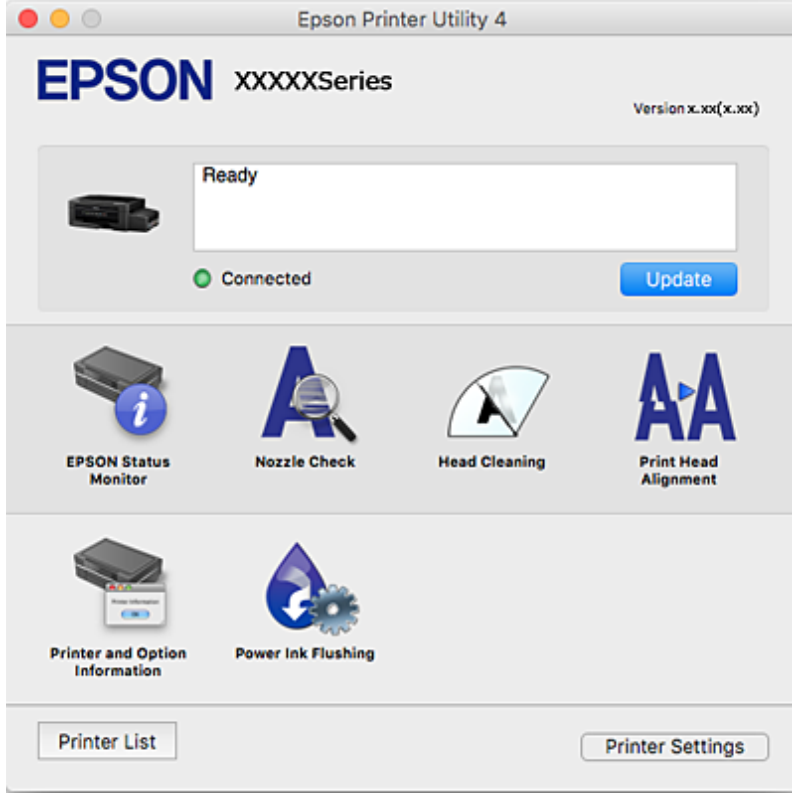 Epson Printer Utility 4
EPSON XXXXXSeries
Version x.xx(x.xx)
Ready
Connected
Update
EPSON Status
Monitor
Nozzle Check
Head Cleaning
Print Head
Alignment
Printer and Option
Information
Power Ink Flushing
Printer List
Printer Settings